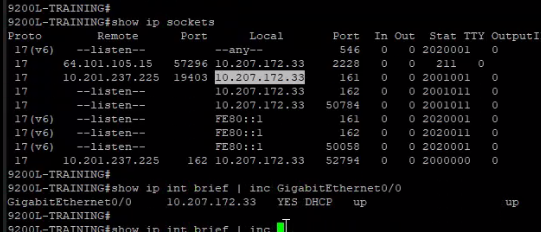 9200L-TRAINING#
9200L-TRAINING#show ip sockets
Proto Remote Port Local Port In Out Stat TTY OutputI
17(v6) --listen-- --any-- 546 0 0 2020001 0
17 64.101.105.15 57296 10.207.172.33 2228 0 0 211 0
17 10.201.237.225 19403 10.207.172.33 161 0 0 2001001 0
17 --listen-- 10.207.172.33 162 0 0 2001011 0
17 --listen-- 10.207.172.33 50784 0 0 2001011 0
17(v6) --listen-- FE80::1 161 0 0 2020001 0
17(v6) --listen-- FE80::1 162 0 0 2020011 0
17(v6) --listen-- FE80::1 50058 0 0 2020001 0
17 10.201.237.225 162 10.207.172.33 52794 0 0 2000000 0
9200L-TRAINING#
9200L-TRAINING#show ip int brief | inc GigabitEthernet0/0
GigabitEthernet0/0 10.207.172.33 YES DHCP up up
9200L-TRAINING#
9200L-TRAINING#show ip int brief | inc